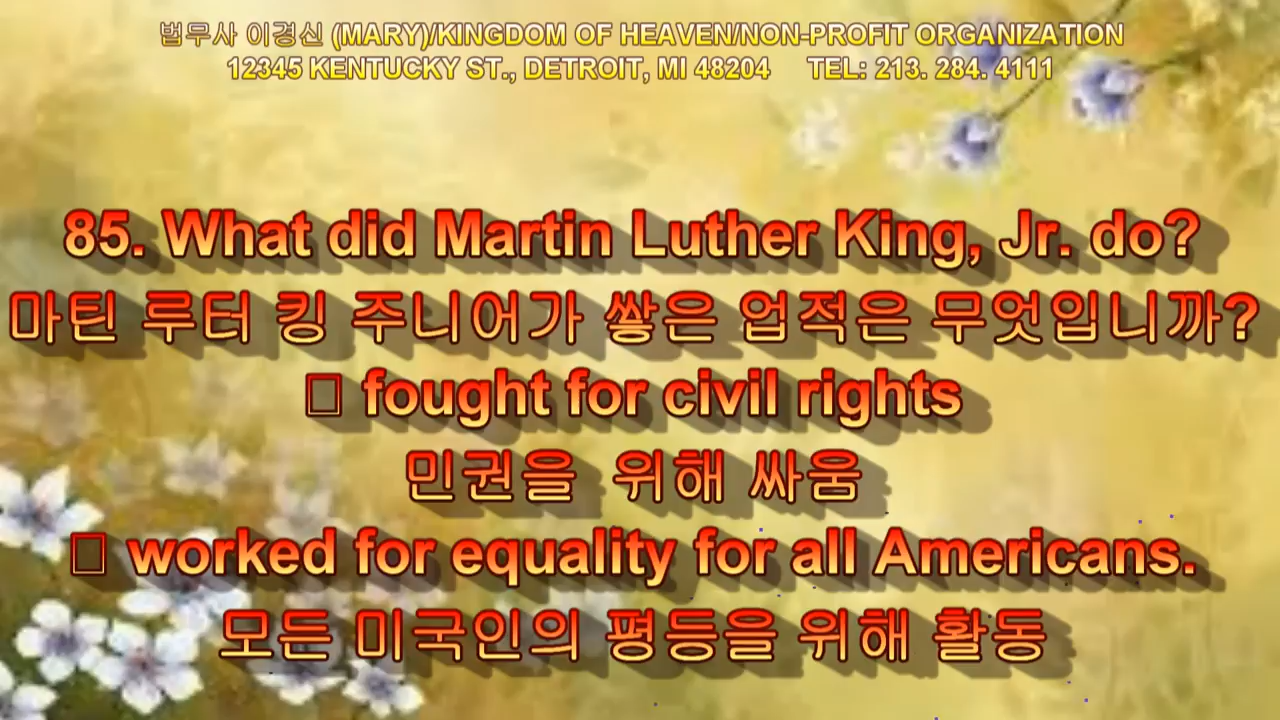 법무사 이경신 (MARY)/KINGDOM OF HEAVEN/NON-PROFIT ORGANIZATION
12345 KENTUCKY ST., DETROIT, MI 48204 TEL: 213. 284. 4111
85. What did Martin Luther King, Jr. do?
마틴 루터 킹 주니어가 쌓은 업적은 무엇입니까?
▯ fought for civil rights
민권을 위해 싸움
▯ worked for equality for all Americans.
모든 미국인의 평등을 위해 활동